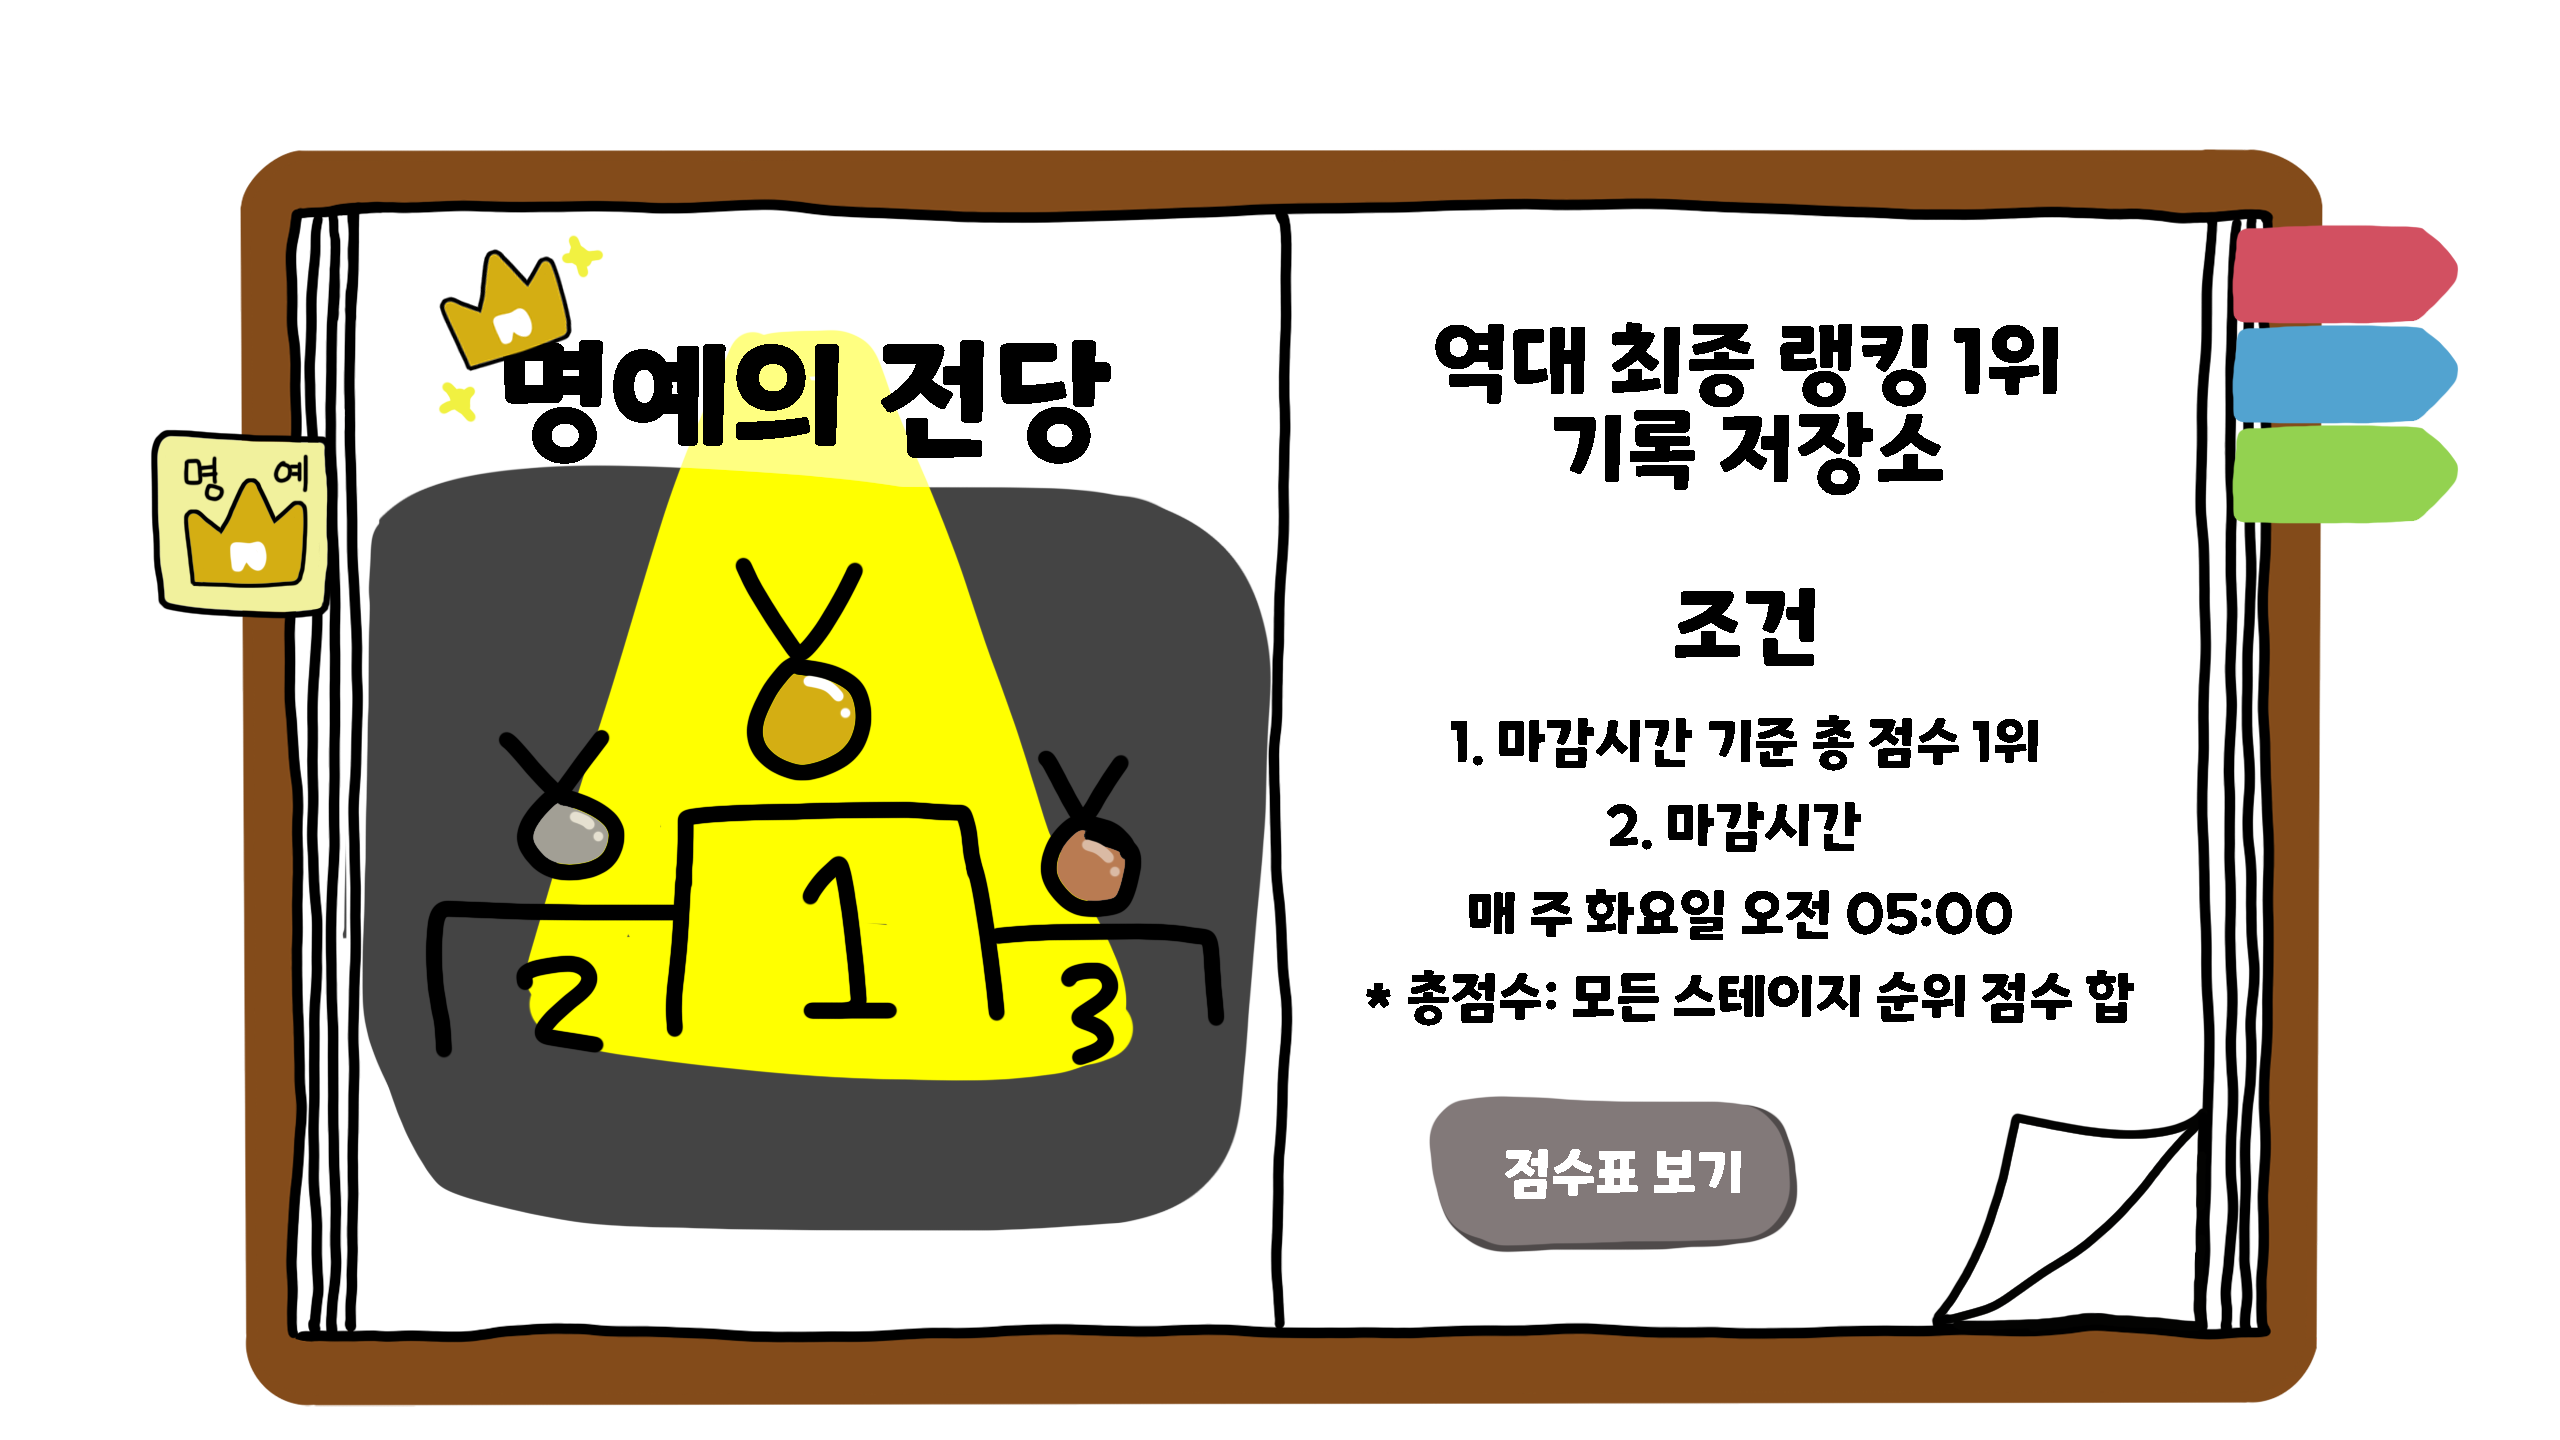 명예의 전당
명 예
2
1
3
역대 최종 랭킹 1위
기록 저장소
조건
1. 마감시간 기준 총 점수 1위
2. 마감시간
매 주 화요일 오전 05:00
* 총점수: 모든 스테이지 순위 점수 합
점수표 보기